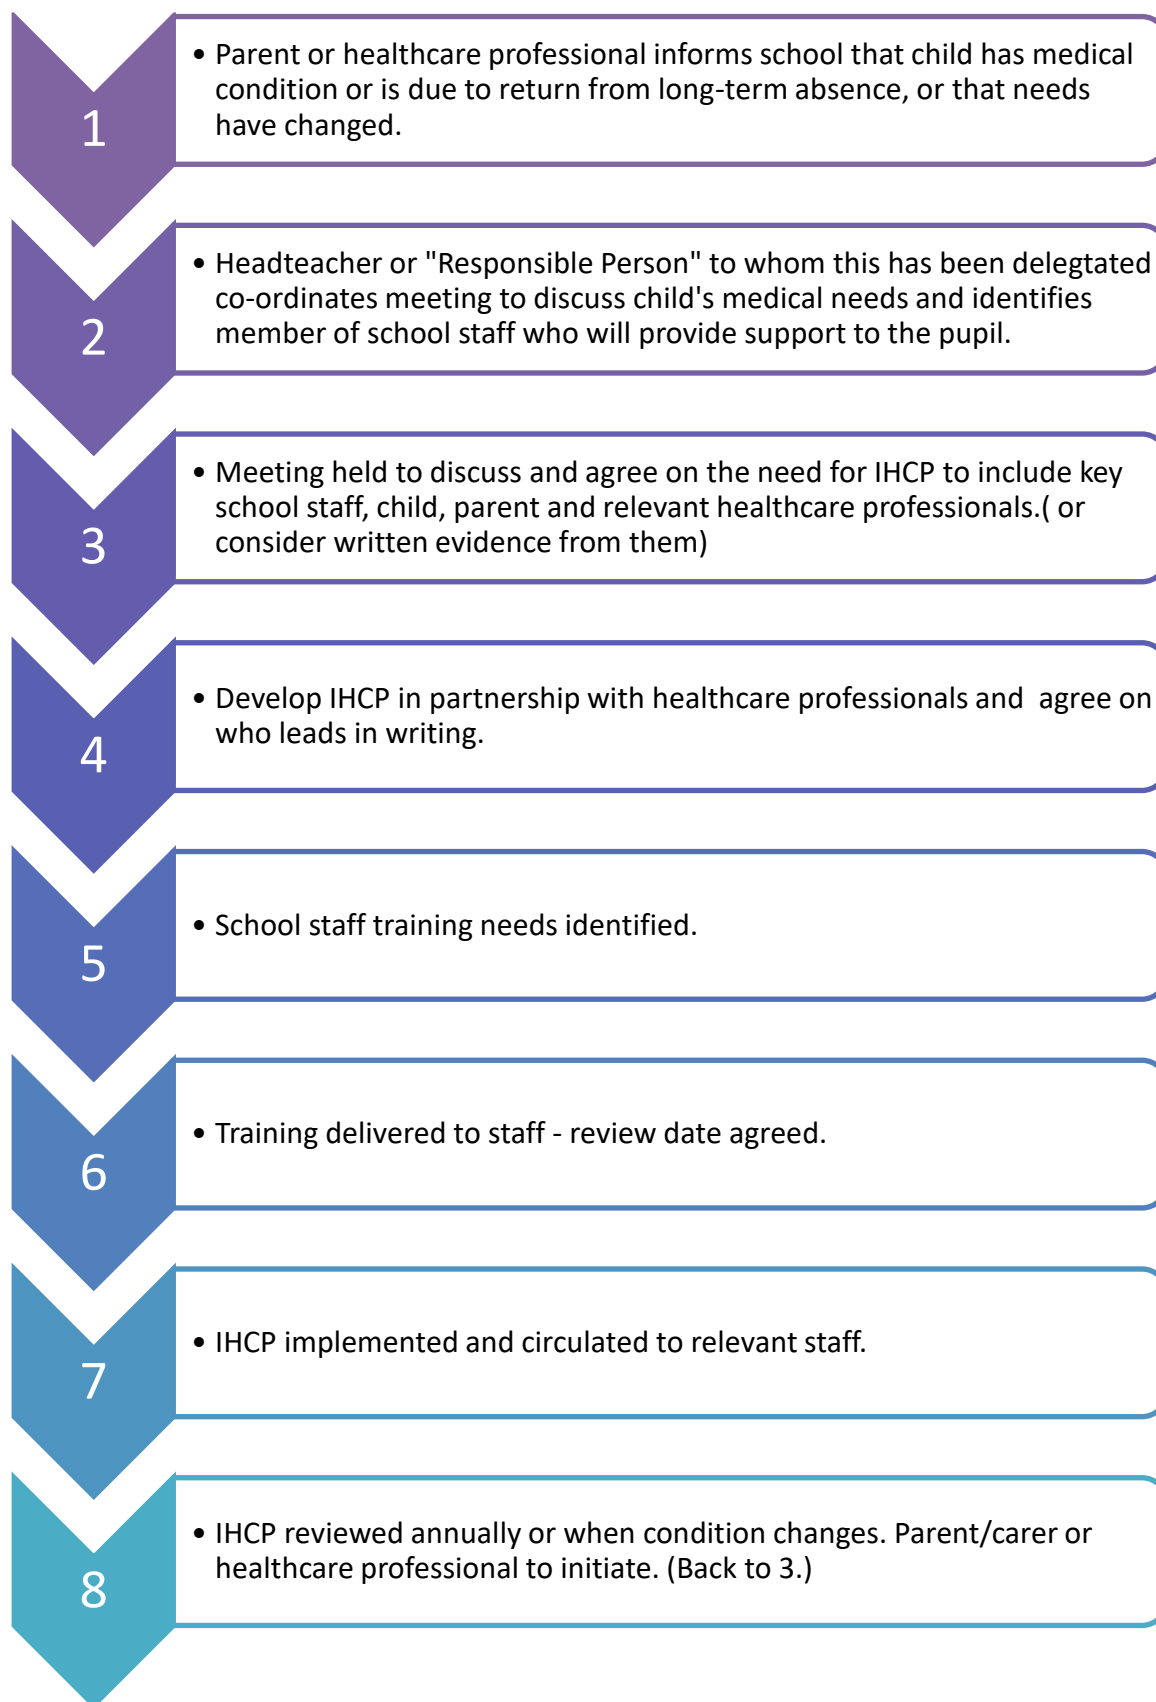 1
• Parent or healthcare professional informs school that child has medical
condition or is due to return from long-term absence, or that needs
have changed.
2
• Headteacher or "Responsible Person" to whom this has been delegtated
co-ordinates meeting to discuss child's medical needs and identifies
member of school staff who will provide support to the pupil.
3
• Meeting held to discuss and agree on the need for IHCP to include key
school staff, child, parent and relevant healthcare professionals.( or
consider written evidence from them)
4
• Develop IHCP in partnership with healthcare professionals and  agree on
who leads in writing.
5
• School staff training needs identified.
6
• Training delivered to staff - review date agreed.
7
• IHCP implemented and circulated to relevant staff.
8
• IHCP reviewed annually or when condition changes. Parent/carer or
healthcare professional to initiate. (Back to 3.)